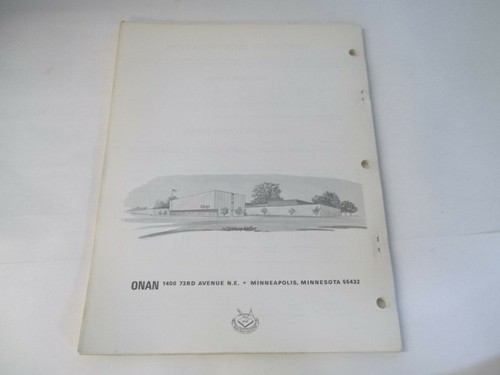 ONAN 1400 73RD AVENUE N.E. • MINNEAPOLIS, MINNESOTA 55432